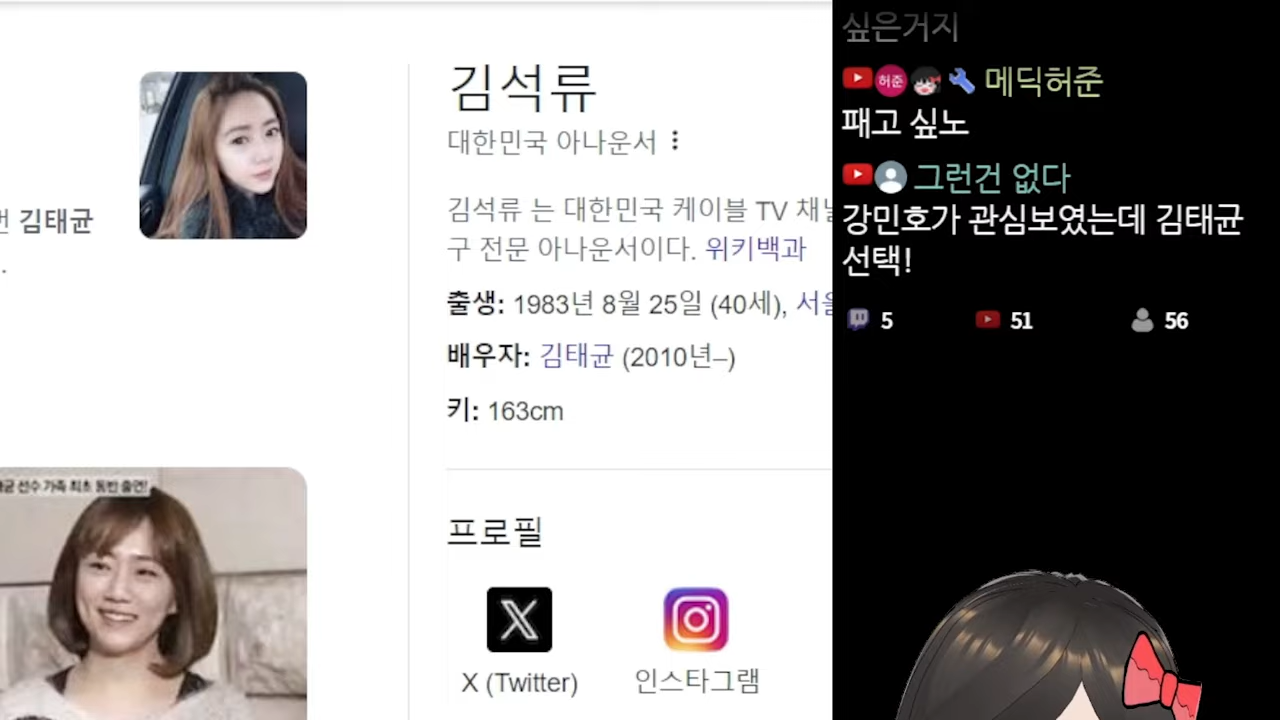 김석류
대한민국 아나운서
김석류 는 대한민국 케이블 TV 채널
구 전문 아나운서이다. 위키백과
출생: 1983년 8월 25일 (40세), 서울
배우자: 김태균 (2010년–)
키: 163cm
프로필
X (Twitter)
인스타그램
김태균
.
선수 가족 최초 동반 출연!
싶은거지
허준 메딕허준
패고 싶노
그런건 없다
강민호가 관심보였는데 김태균
선택!
5 51 56